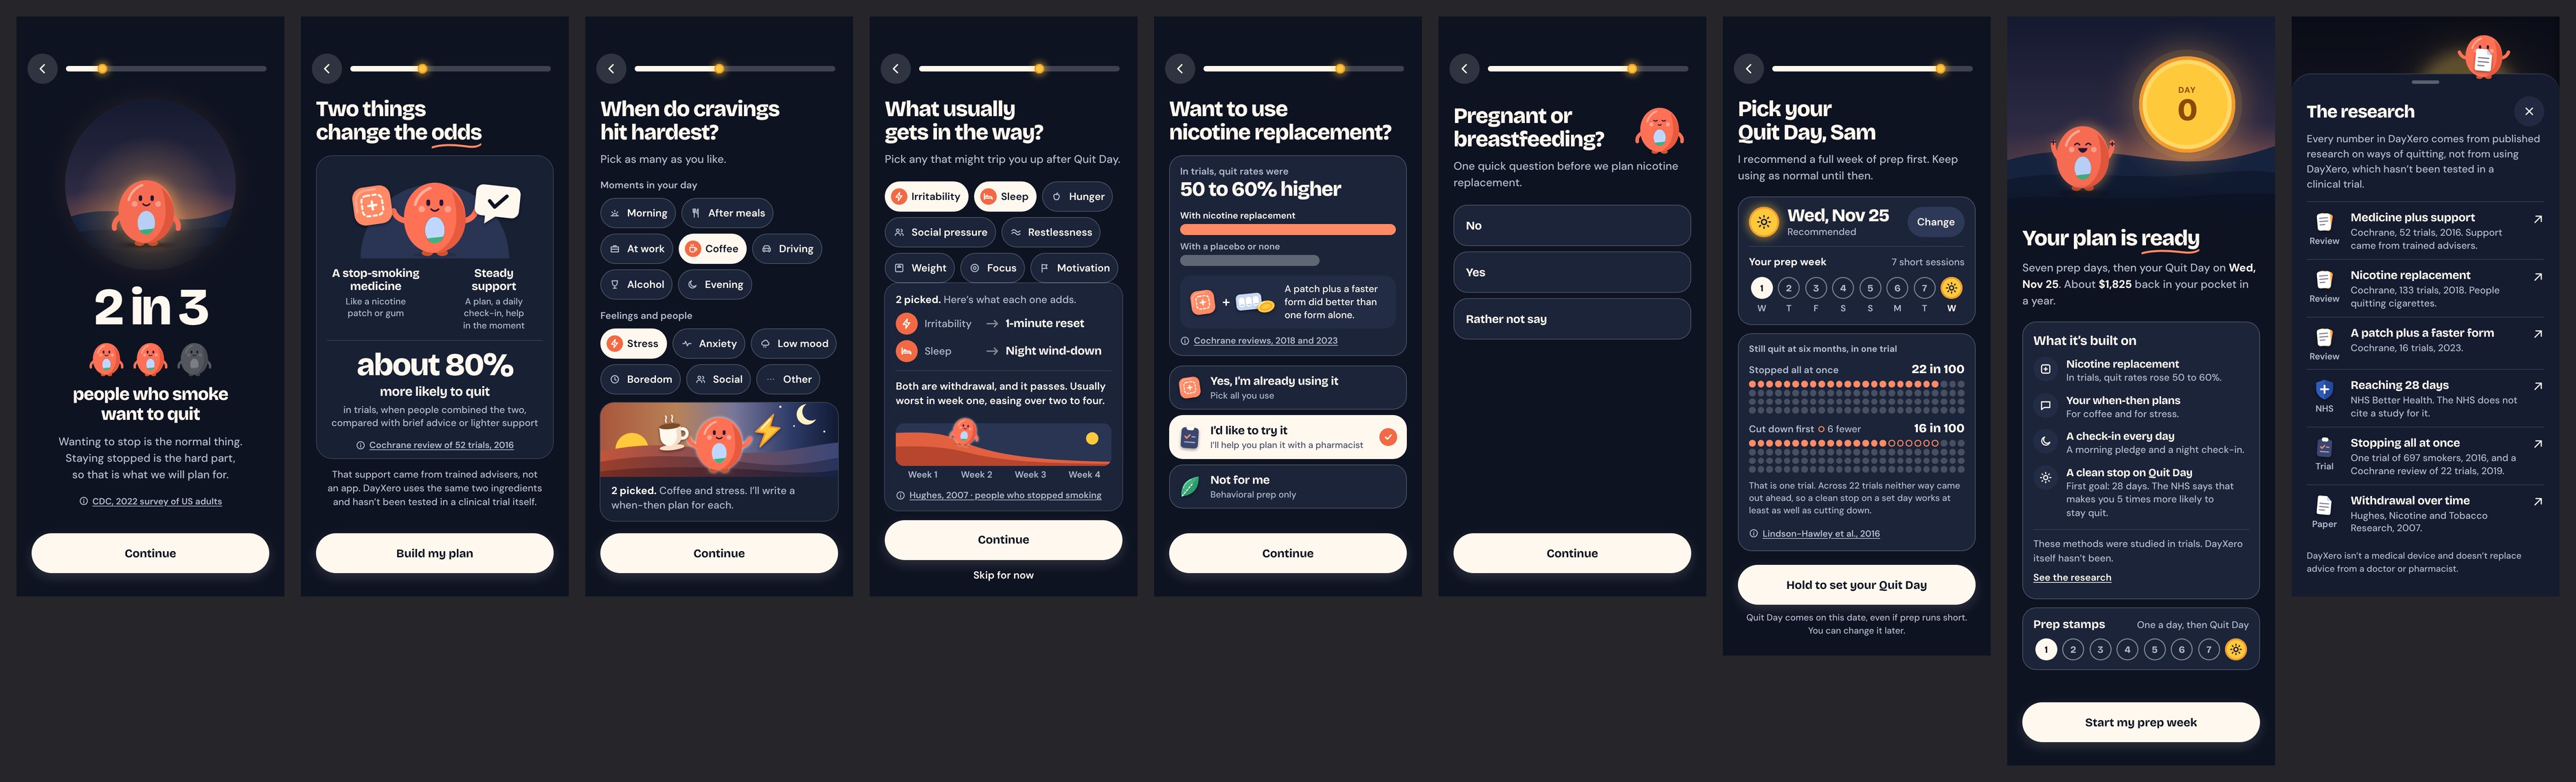 2 in 3
people who smoke
want to quit
Wanting to stop is the normal thing.
Staying stopped is the hard part,
so that is what we will plan for.
CDC, 2022 survey of US adults
Continue
Two things
change the odds
A stop-smoking
medicine
Like a nicotine
patch or gum
Steady
support
A plan, a daily
check-in, help
in the moment
about 80%
more likely to quit
in trials, when people combined the two,
compared with brief advice or lighter support
Cochrane review of 52 trials, 2016
That support came from trained advisers, not
an app. DayXero uses the same two ingredients
and hasn't been tested in a clinical trial itself.
Build my plan
When do cravings
hit hardest?
Pick as many as you like.
Moments in your day
Morning
After meals
At work
Coffee
Driving
Alcohol
Evening
Feelings and people
Stress
Anxiety
Low mood
Boredom
Social
Other
2 picked. Coffee and stress. I'll write a
when-then plan for each.
Continue
What usually
gets in the way?
Pick any that might trip you up after Quit Day.
Irritability
Sleep
Hunger
Social pressure
Restlessness
Weight
Focus
Motivation
2 picked. Here's what each one adds.
Irritability → 1-minute reset
Sleep → Night wind-down
Both are withdrawal, and it passes. Usually
worst in week one, easing over two to four.
Week 1 Week 2 Week 3 Week 4
Hughes, 2007 · people who stopped smoking
Continue
Skip for now
Want to use
nicotine replacement?
In trials, quit rates were
50 to 60% higher
With nicotine replacement
With a placebo or none
+
A patch plus a faster
form did better than
one form alone.
Cochrane reviews, 2018 and 2023
Yes, I'm already using it
Pick all you use
I'd like to try it
I'll help you plan it with a pharmacist
Not for me
Behavioral prep only
Continue
Pregnant or
breastfeeding?
One quick question before we plan nicotine
replacement.
No
Yes
Rather not say
Continue
Pick your
Quit Day, Sam
I recommend a full week of prep first. Keep
using as normal until then.
Wed, Nov 25
Recommended
Change
Your prep week
7 short sessions
1 2 3 4 5 6 7
W T F S S M T W
Still quit at six months, in one trial
Stopped all at once 22 in 100
Cut down first 6 fewer 16 in 100
That is one trial. Across 22 trials neither way came
out ahead, so a clean stop on a set day works at
least as well as cutting down.
Lindson-Hawley et al., 2016
Hold to set your Quit Day
Quit Day comes on this date, even if prep runs short.
You can change it later.
DAY
0
Your plan is ready
Seven prep days, then your Quit Day on Wed,
Nov 25. About $1,825 back in your pocket in
a year.
What it's built on
Nicotine replacement
In trials, quit rates rose 50 to 60%.
Your when-then plans
For coffee and for stress.
A check-in every day
A morning pledge and a night check-in.
A clean stop on Quit Day
First goal: 28 days. The NHS says that
makes you 5 times more likely to
stay quit.
These methods were studied in trials. DayXero
itself hasn't been.
See the research
Prep stamps
One a day, then Quit Day
1 2 3 4 5 6 7
Start my prep week
The research
Every number in DayXero comes from published
research on ways of quitting, not from using
DayXero, which hasn't been tested in a
clinical trial.
Review
Medicine plus support
Cochrane, 52 trials, 2016. Support
came from trained advisers.
Review
Nicotine replacement
Cochrane, 133 trials, 2018. People
quitting cigarettes.
Review
A patch plus a faster form
Cochrane, 16 trials, 2023.
NHS
Reaching 28 days
NHS Better Health. The NHS does not
cite a study for it.
Trial
Stopping all at once
One trial of 697 smokers, 2016, and a
Cochrane review of 22 trials, 2019.
Paper
Withdrawal over time
Hughes, Nicotine and Tobacco
Research, 2007.
DayXero isn't a medical device and doesn't replace
advice from a doctor or pharmacist.